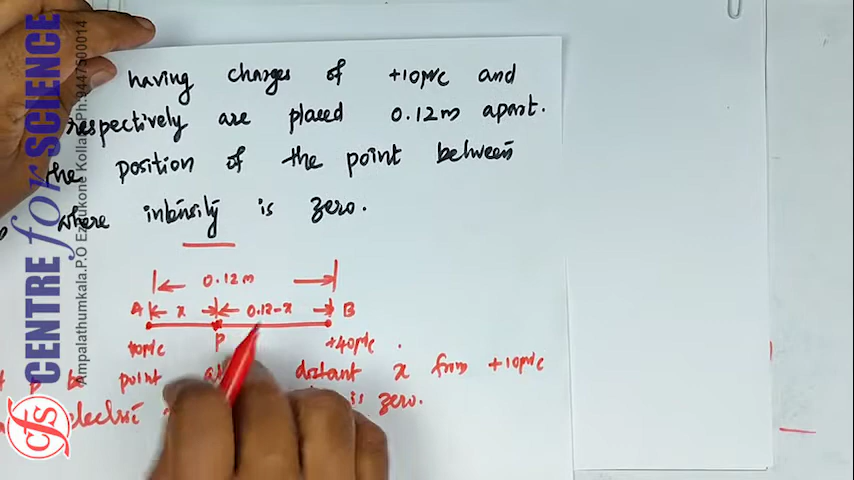 having charges of +10μc and
respectively are placed 0.12m apart.
the position of the point between
where intensity is zero.
0.12m
A x 0.12-x B
10μc P +40μc
point distant x from +10μc
electric is zero.
CENTRE for SCIENCE
Ampalathumkala.P.O Ezhukone Kollam Ph:9447500014
cfs